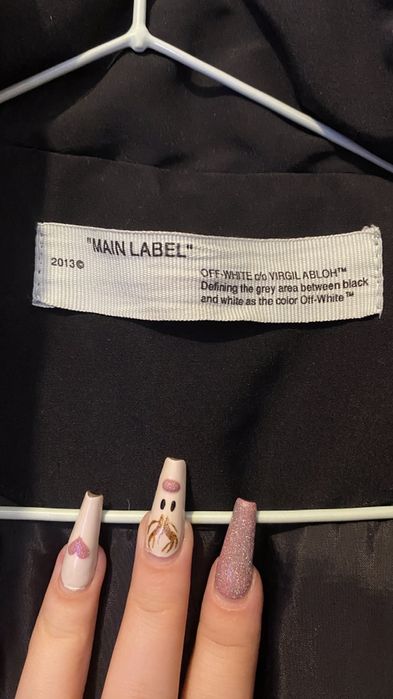 "MAIN LABEL"
2013©
OFF-WHITE c/o VIRGIL ABLOH™
Defining the grey area between black
and white as the color Off-White™